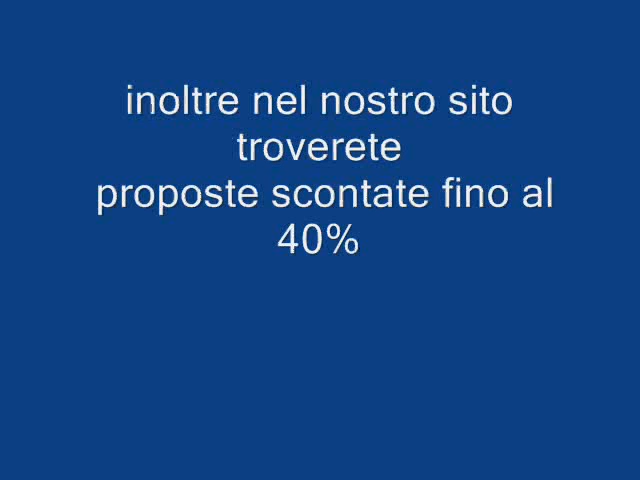 inoltre nel nostro sito
troverete
proposte scontate fino al
40%